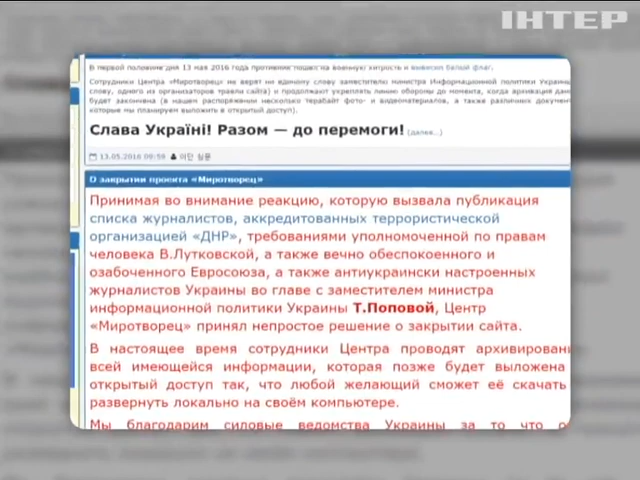 ІНТЕР
В первой половине дня 13 мая 2016 года противник пошел на военную хитрость и вывесил белый флаг.
Сотрудники Центра «Миротворец» не верят ни единому слову заместителю министра Информационной политики Украины
слову, одного из организаторов травли сайта) и продолжают укреплять линию обороны до момента, когда архивация данн
будет закончена (в нашем распоряжении несколько терабайт фото- и видеоматериалов, а также различных документ
которые мы планируем выложить в открытый доступ).
Слава Україні! Разом — до перемоги! (далее...)
13.05.2016 09:58
О закрытии проекта «Миротворец»
Принимая во внимание реакцию, которую вызвала публикация
списка журналистов, аккредитованных террористической
организацией «ДНР», требованиями уполномоченной по правам
человека В.Лутковской, а также вечно обеспокоенного и
озабоченного Евросоюза, а также антиукраински настроенных
журналистов Украины во главе с заместителем министра
информационной политики Украины Т.Поповой, Центр
«Миротворец» принял непростое решение о закрытии сайта.
В настоящее время сотрудники Центра проводят архивирование
всей имеющейся информации, которая позже будет выложена
открытый доступ так, что любой желающий сможет её скачать
развернуть локально на своём компьютере.
Мы благодарим силовые ведомства Украины за то что о